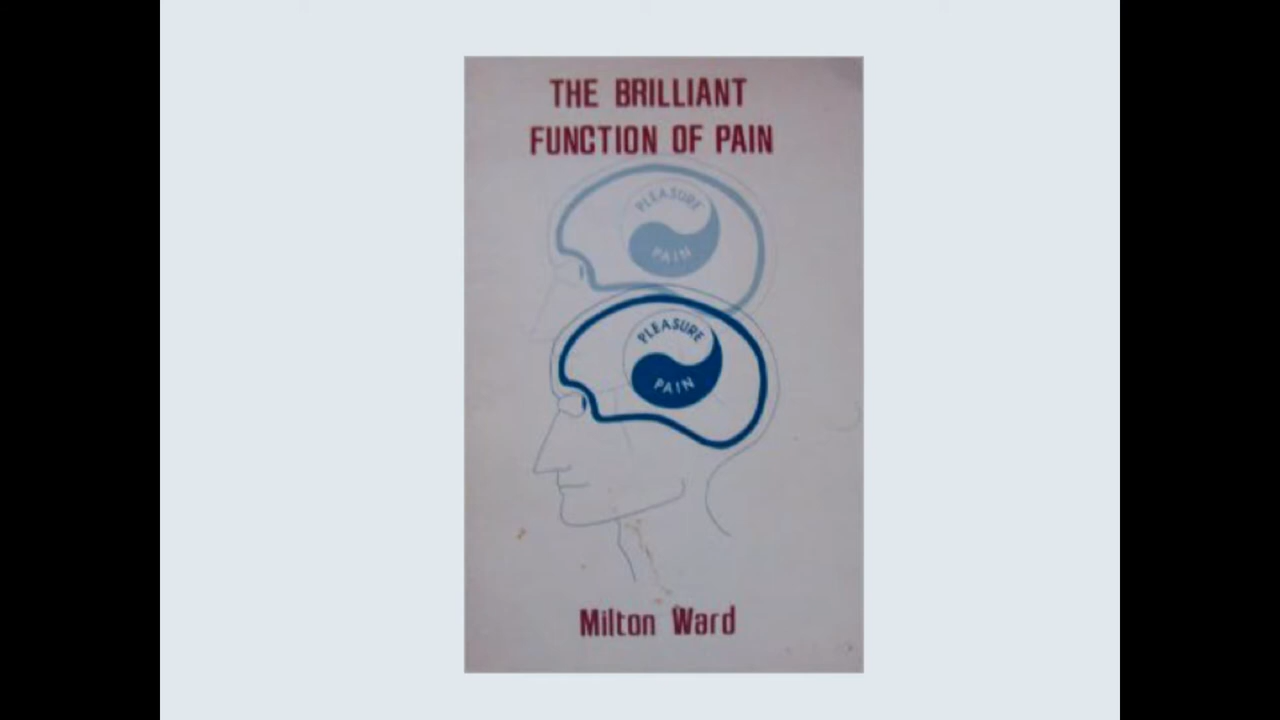 THE BRILLIANT
FUNCTION OF PAIN
PLEASURE
PAIN
PLEASURE
PAIN
Milton Ward